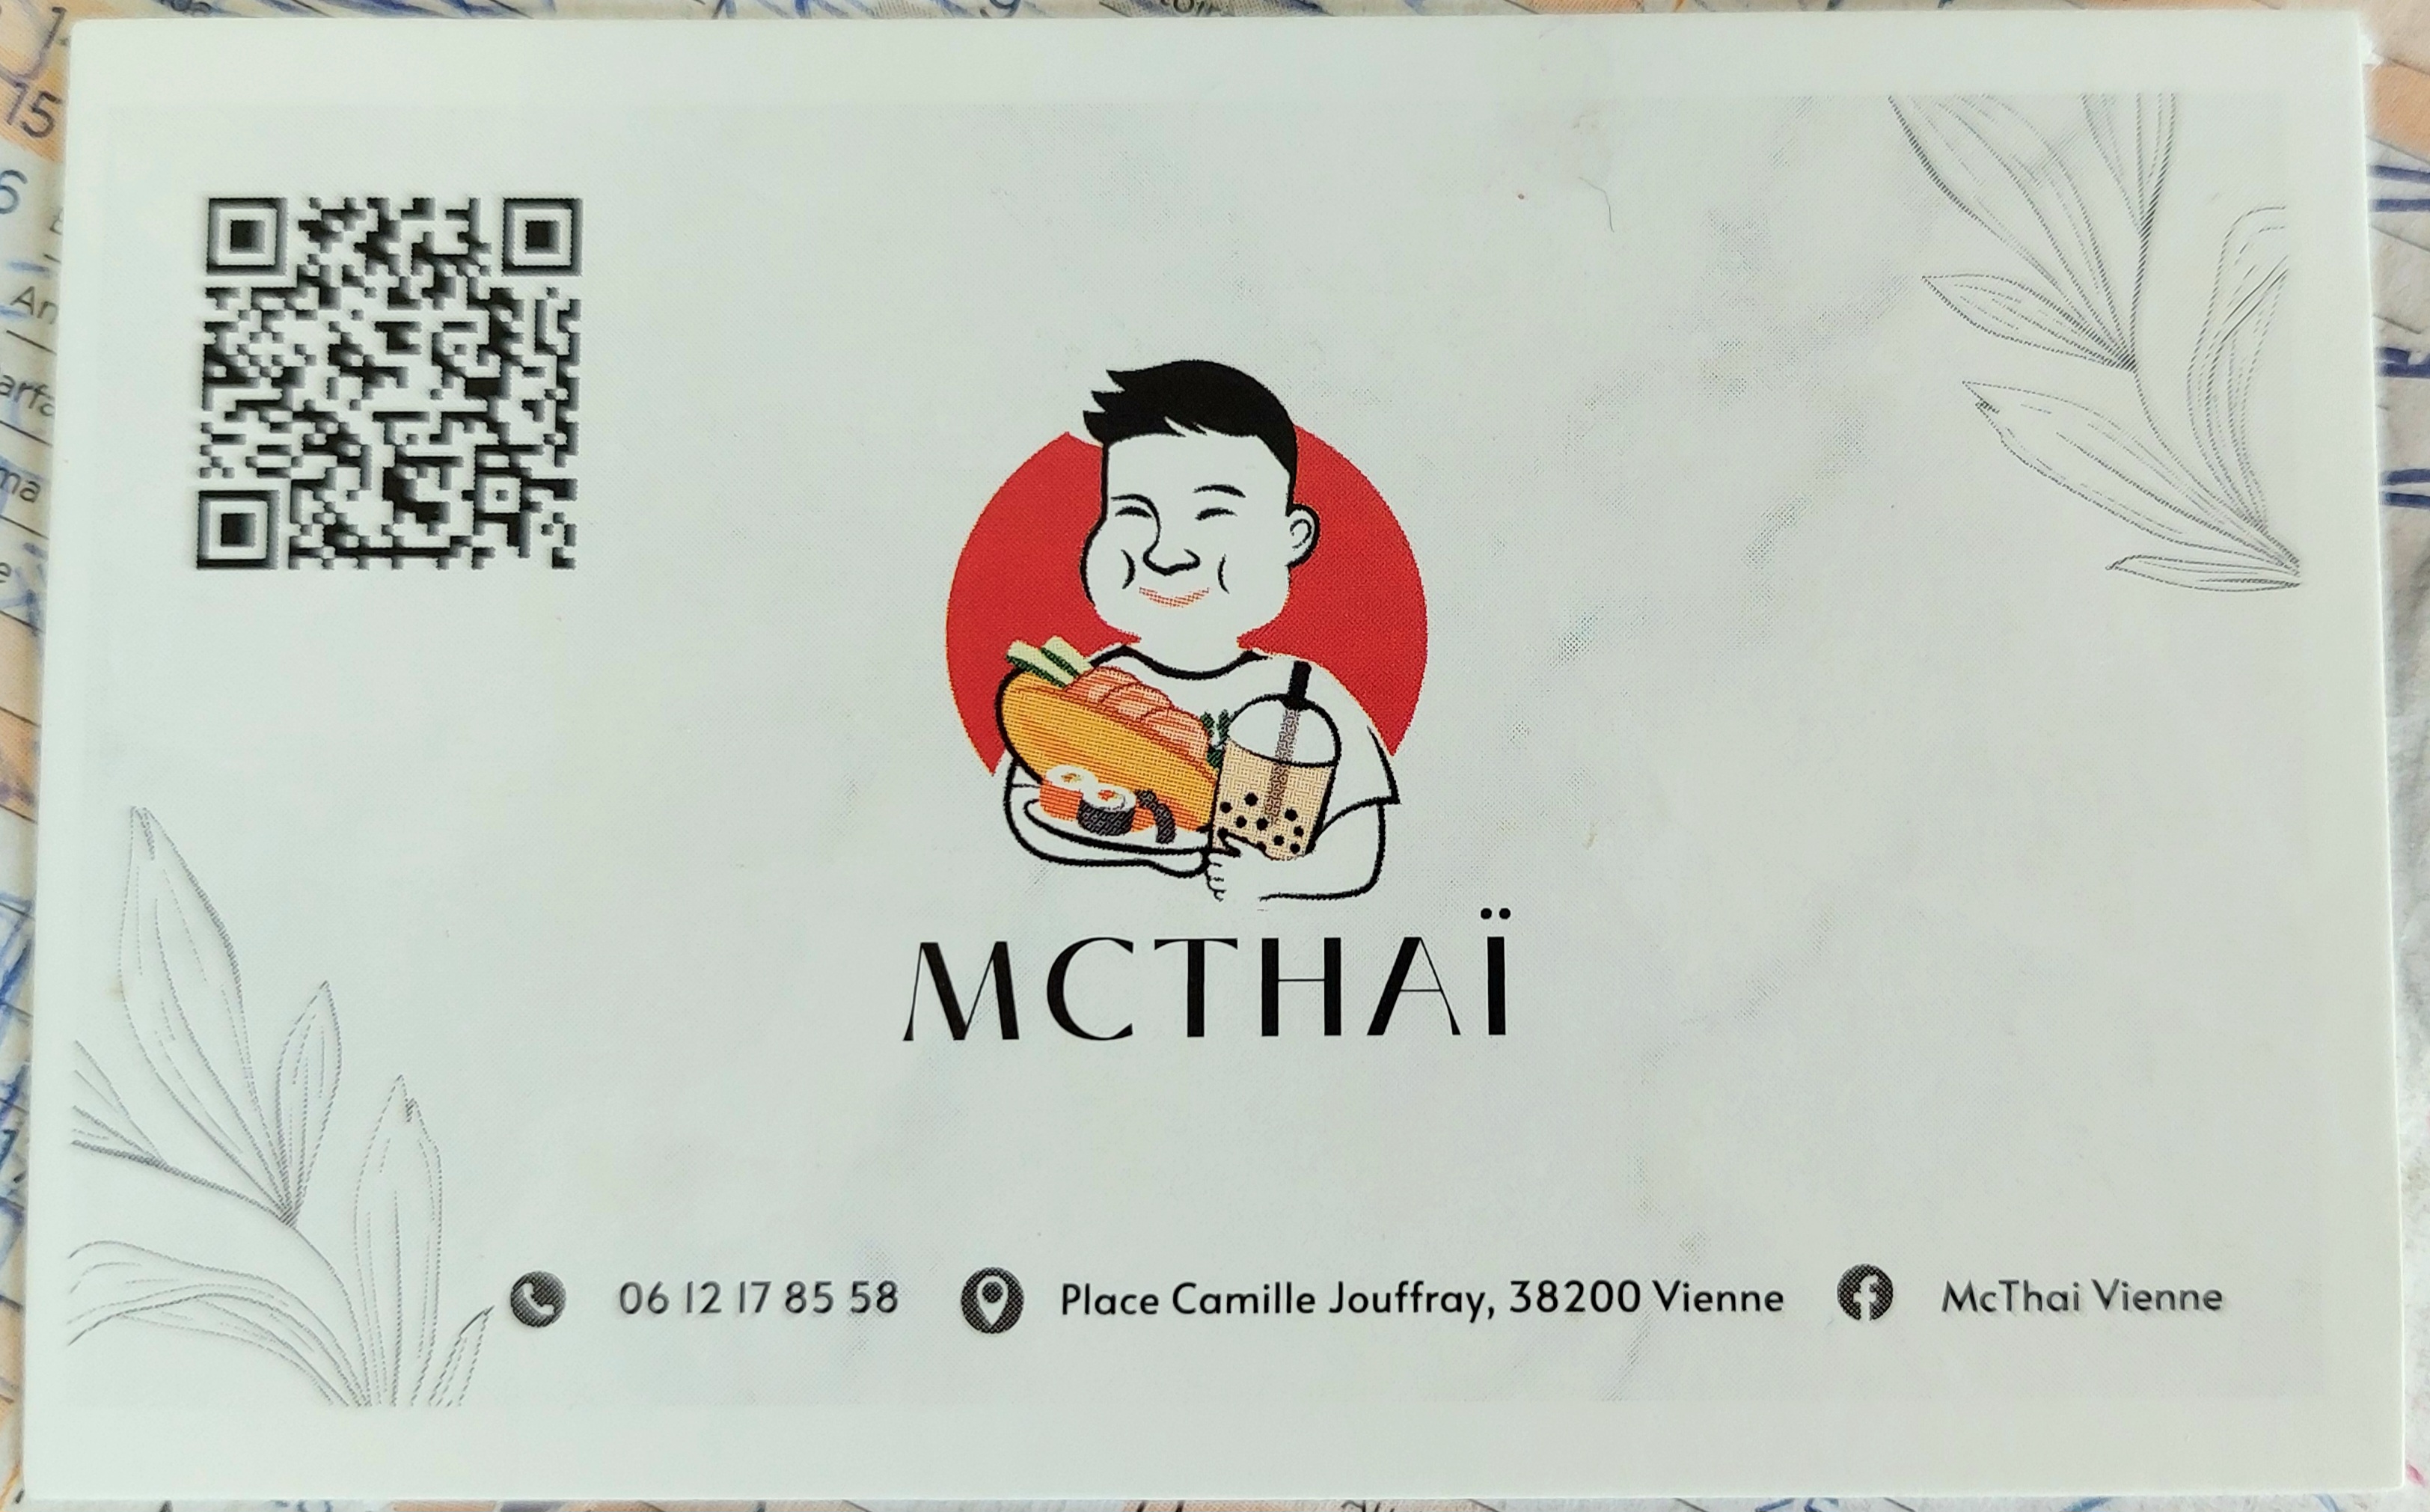 MCTHAÏ
06 12 17 85 58
Place Camille Jouffray, 38200 Vienne
McThai Vienne